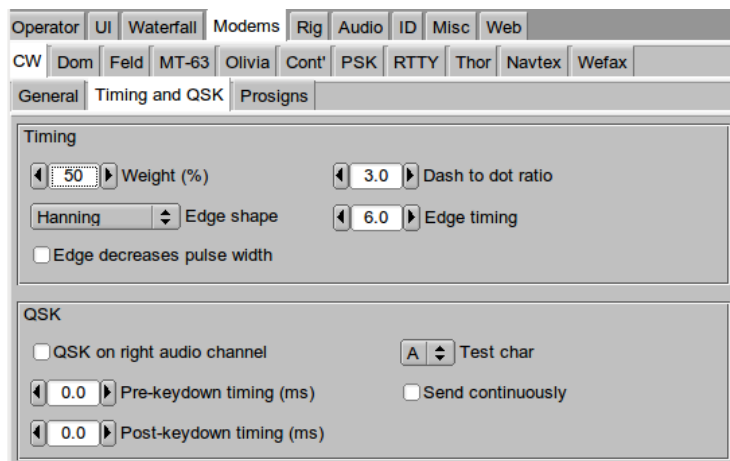 Operator UI Waterfall Modems Rig Audio ID Misc Web
CW Dom Feld MT-63 Olivia Cont' PSK RTTY Thor Navtex Wefax
General Timing and QSK Prosigns
Timing
50 Weight (%) 3.0 Dash to dot ratio
Hanning Edge shape 6.0 Edge timing
Edge decreases pulse width
QSK
QSK on right audio channel A Test char
0.0 Pre-keydown timing (ms) Send continuously
0.0 Post-keydown timing (ms)